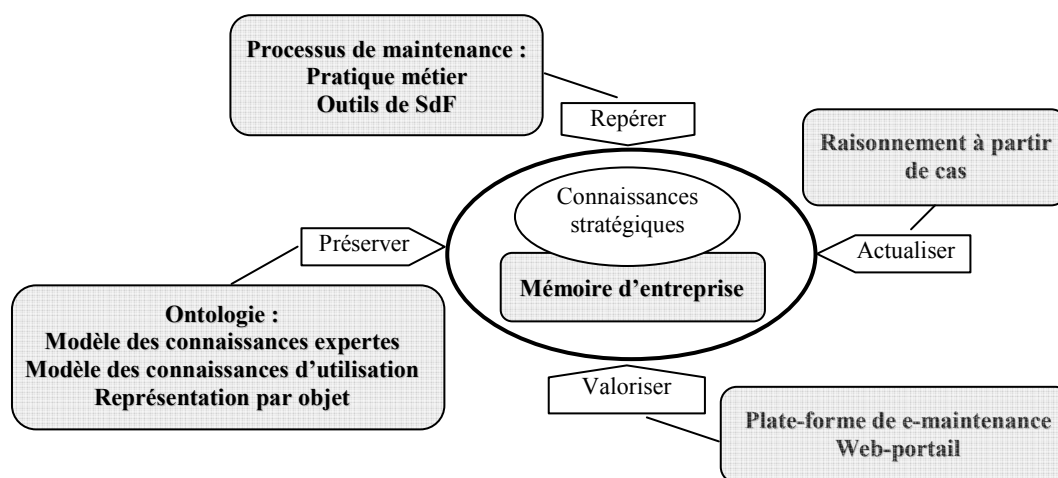 Processus de maintenance :
Pratique métier
Outils de SdF
Repérer
Raisonnement à partir
de cas
Connaissances
stratégiques
Préserver
Actualiser
Mémoire d’entreprise
Ontologie :
Modèle des connaissances expertes
Modèle des connaissances d’utilisation
Représentation par objet
Valoriser
Plate-forme de e-maintenance
Web-portail